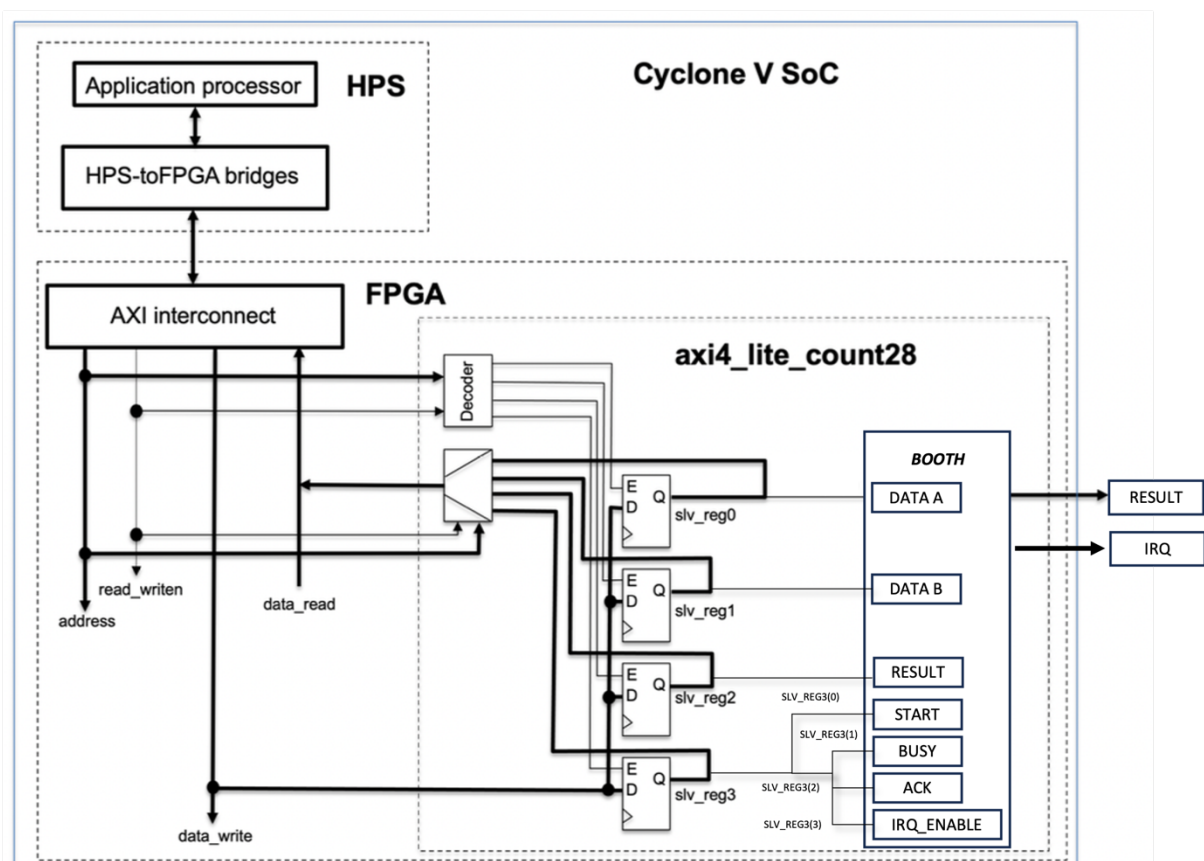 Cyclone V SoC
HPS
Application processor
HPS-toFPGA bridges
FPGA
AXI interconnect
axi4_lite_count28
Decoder
BOOTH
E
D
Q
slv_reg0
DATA A
RESULT
IRQ
read_writen
address
data_read
E
D
Q
slv_reg1
DATA B
E
D
Q
slv_reg2
RESULT
SLV_REG3(0)
START
SLV_REG3(1)
BUSY
E
D
Q
slv_reg3
SLV_REG3(2)
ACK
SLV_REG3(3)
IRQ_ENABLE
data_write